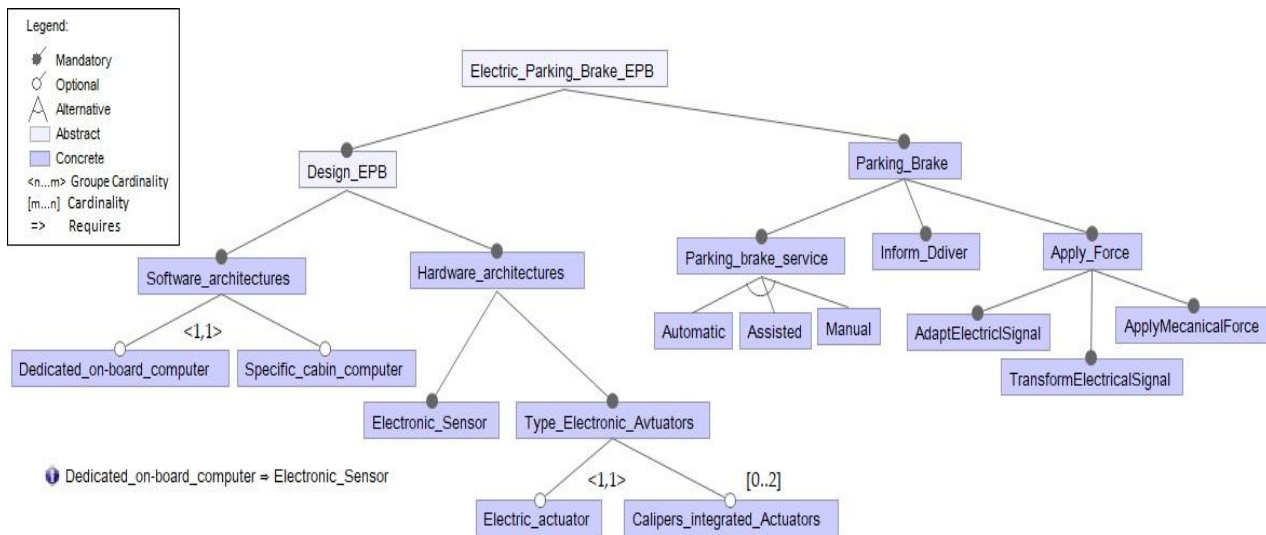 Legend:
Mandatory
Optional
Alternative
Abstract
Concrete
<n...m> Groupe Cardinality
[m...n] Cardinality
=> Requires
Electric_Parking_Brake_EPB
Design_EPB
Parking_Brake
Software_architectures
Hardware_architectures
Parking_brake_service
Inform_Ddiver
Apply_Force
<1,1>
Dedicated_on-board_computer
Specific_cabin_computer
Automatic
Assisted
Manual
AdaptElectriclSignal
ApplyMecanicalForce
TransformElectricalSignal
Electronic_Sensor
Type_Electronic_Avtuators
Dedicated_on-board_computer ⇒ Electronic_Sensor
<1,1>
[0..2]
Electric_actuator
Calipers_integrated_Actuators